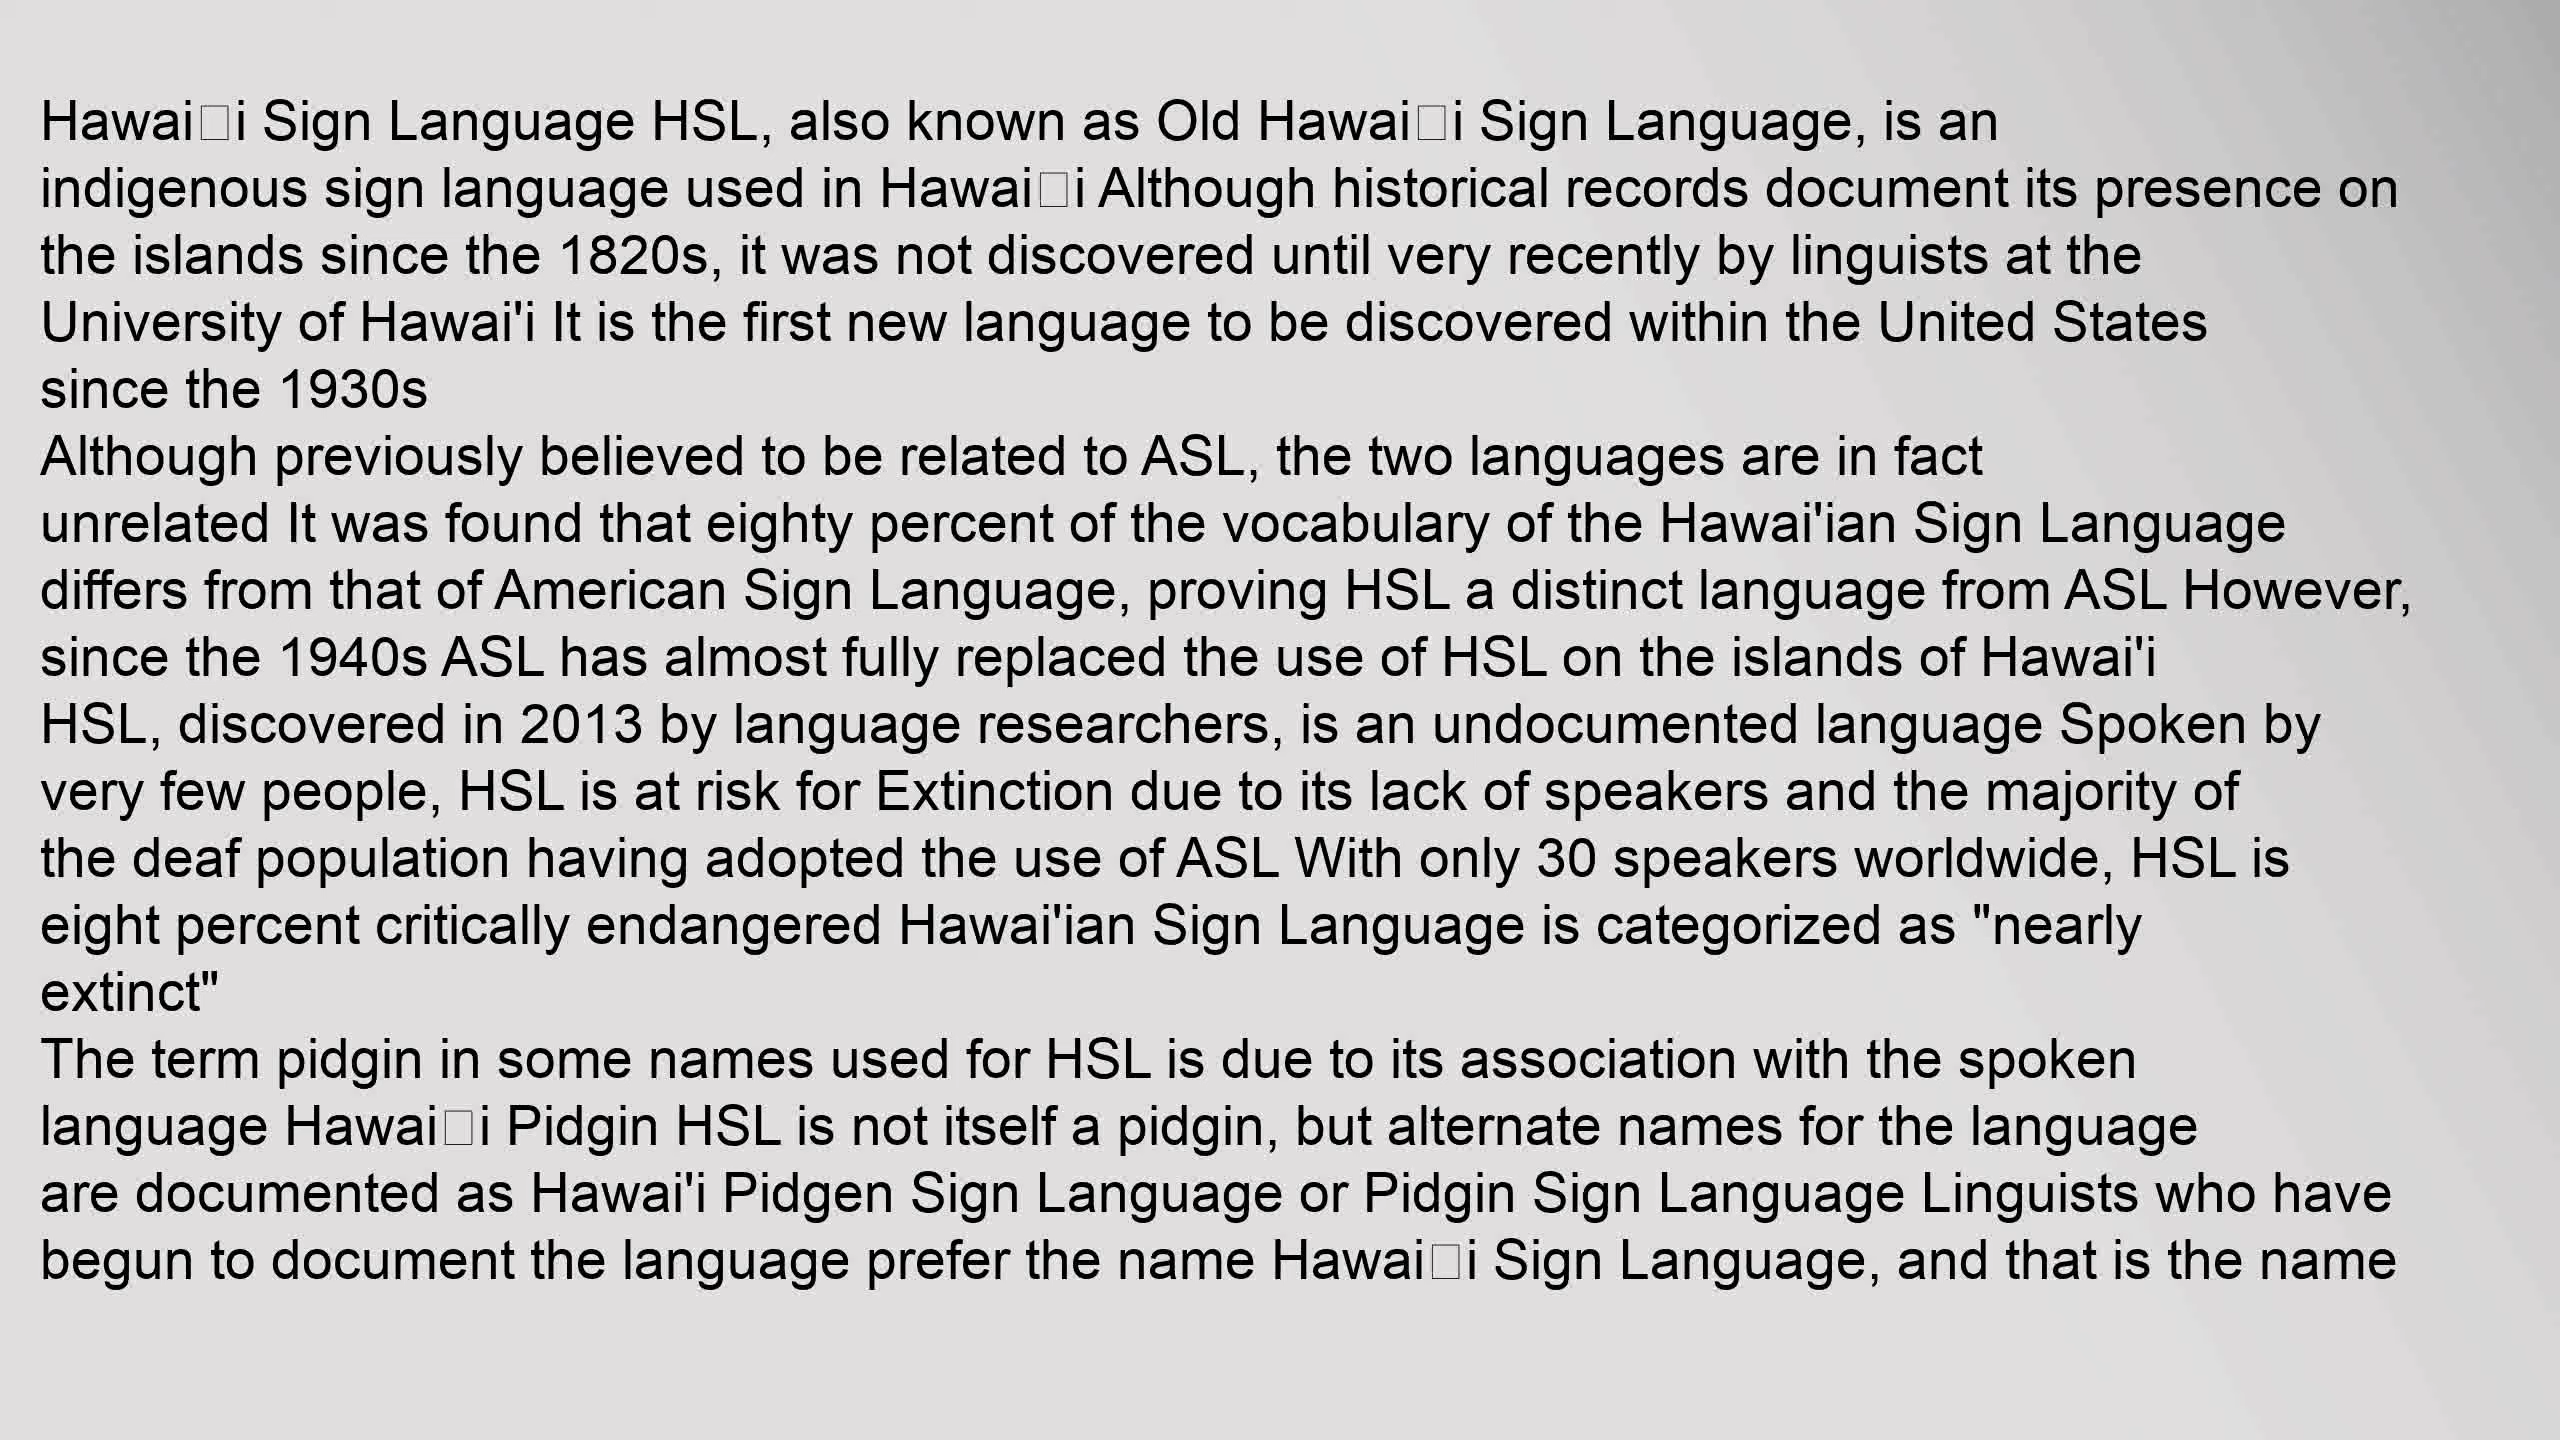 Hawai□i Sign Language HSL, also known as Old Hawai□i Sign Language, is an
indigenous sign language used in Hawai□i Although historical records document its presence on
the islands since the 1820s, it was not discovered until very recently by linguists at the
University of Hawai'i It is the first new language to be discovered within the United States
since the 1930s
Although previously believed to be related to ASL, the two languages are in fact
unrelated It was found that eighty percent of the vocabulary of the Hawai'ian Sign Language
differs from that of American Sign Language, proving HSL a distinct language from ASL However,
since the 1940s ASL has almost fully replaced the use of HSL on the islands of Hawai'i
HSL, discovered in 2013 by language researchers, is an undocumented language Spoken by
very few people, HSL is at risk for Extinction due to its lack of speakers and the majority of
the deaf population having adopted the use of ASL With only 30 speakers worldwide, HSL is
eight percent critically endangered Hawai'ian Sign Language is categorized as "nearly
extinct"
The term pidgin in some names used for HSL is due to its association with the spoken
language Hawai□i Pidgin HSL is not itself a pidgin, but alternate names for the language
are documented as Hawai'i Pidgen Sign Language or Pidgin Sign Language Linguists who have
begun to document the language prefer the name Hawai□i Sign Language, and that is the name